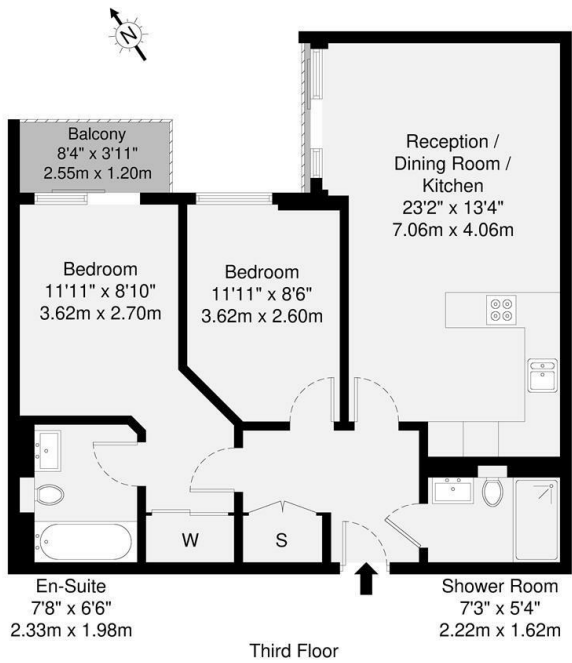 N
Balcony
8'4" x 3'11"
2.55m x 1.20m
Reception /
Dining Room /
Kitchen
23'2" x 13'4"
7.06m x 4.06m
Bedroom
11'11" x 8'10"
3.62m x 2.70m
Bedroom
11'11" x 8'6"
3.62m x 2.60m
W
S
En-Suite
7'8" x 6'6"
2.33m x 1.98m
Shower Room
7'3" x 5'4"
2.22m x 1.62m
Third Floor